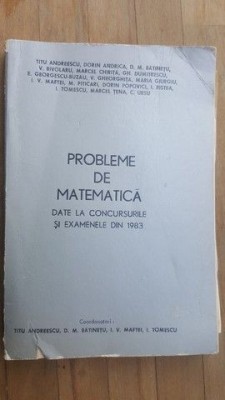 TITU ANDREESCU, DORIN ANDRICA, D. M. BATINEȚU,
V. BIVOLARU, MARCEL CHIRIȚĂ, GH. DUMITRESCU,
B. GEORGESCU-BUZĂU, V. GHEORGHIȚĂ, MARIA GIURGIU,
I. V. MAFTEI, M. PITICARI, DORIN POPOVICI, I. SELIGA,
I. TOMESCU, MARCEL ȚENA, C. URSU
PROBLEME
DE
MATEMATICĂ
DATE LA CONCURSURILE
ȘI EXAMENELE DIN 1983
Coordonatori:
TITU ANDREESCU, D. M. BATINEȚU, I. V. MAFTEI, I. TOMESCU